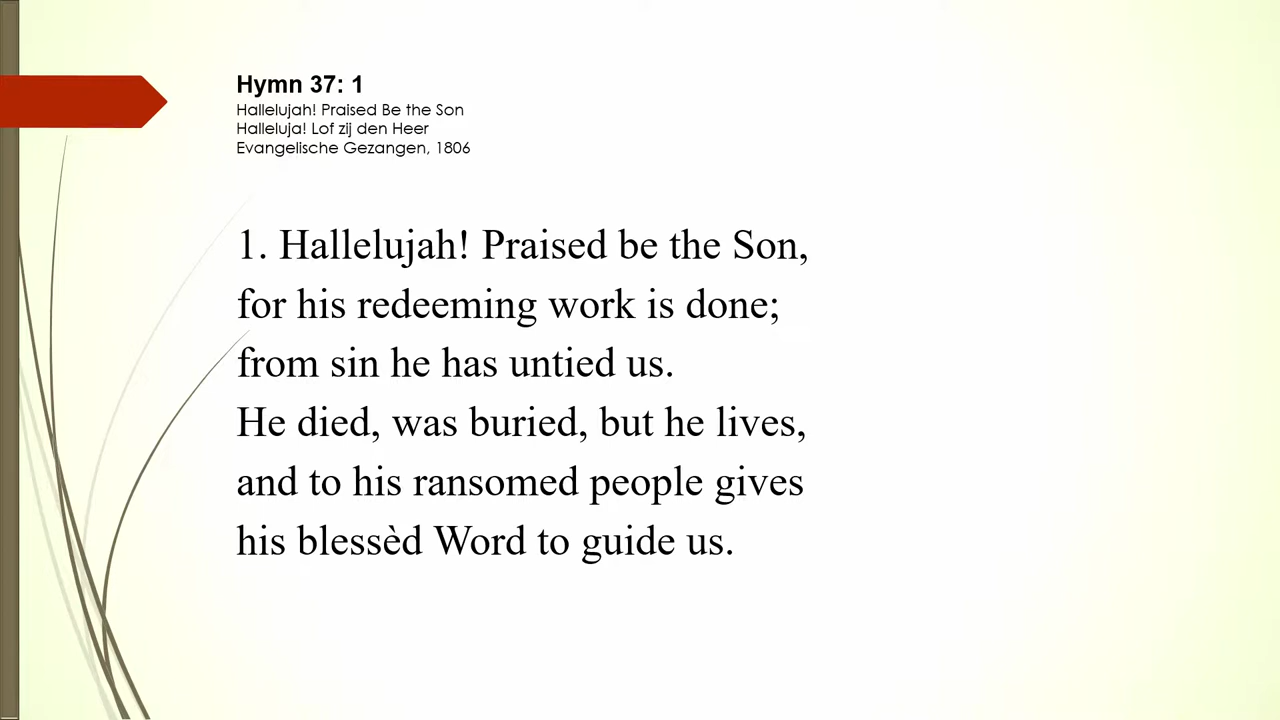 Hymn 37: 1
Hallelujah! Praised Be the Son
Halleluja! Lof zij den Heer
Evangelische Gezangen, 1806
1. Hallelujah! Praised be the Son,
for his redeeming work is done;
from sin he has untied us.
He died, was buried, but he lives,
and to his ransomed people gives
his blessèd Word to guide us.